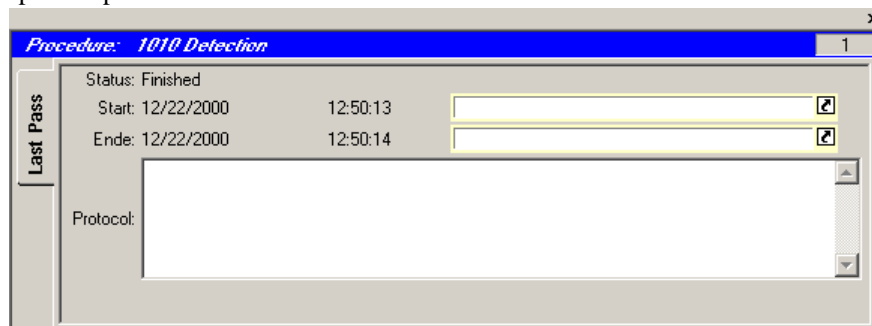 Procedure: 1010 Detection 1
Status: Finished
Start: 12/22/2000 12:50:13
Ende: 12/22/2000 12:50:14
Last Pass
Protocol: